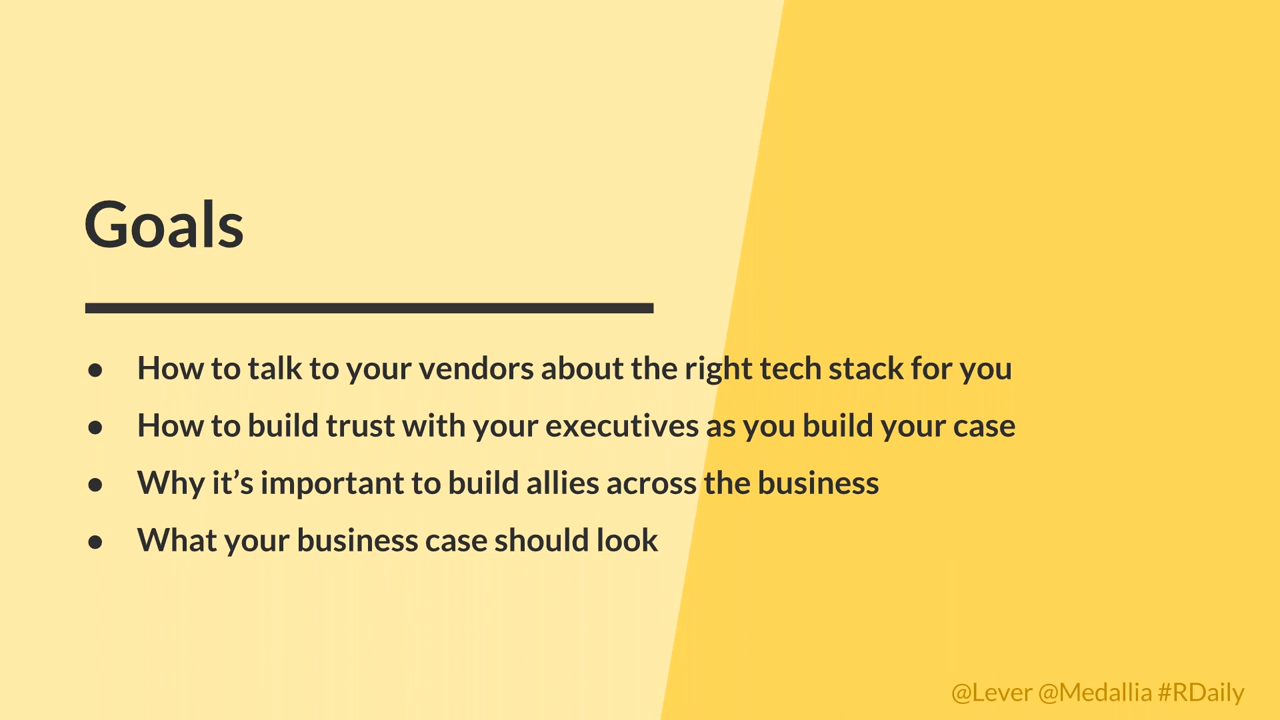 Goals
● How to talk to your vendors about the right tech stack for you
● How to build trust with your executives as you build your case
● Why it’s important to build allies across the business
● What your business case should look
@Lever @Medallia #RDaily